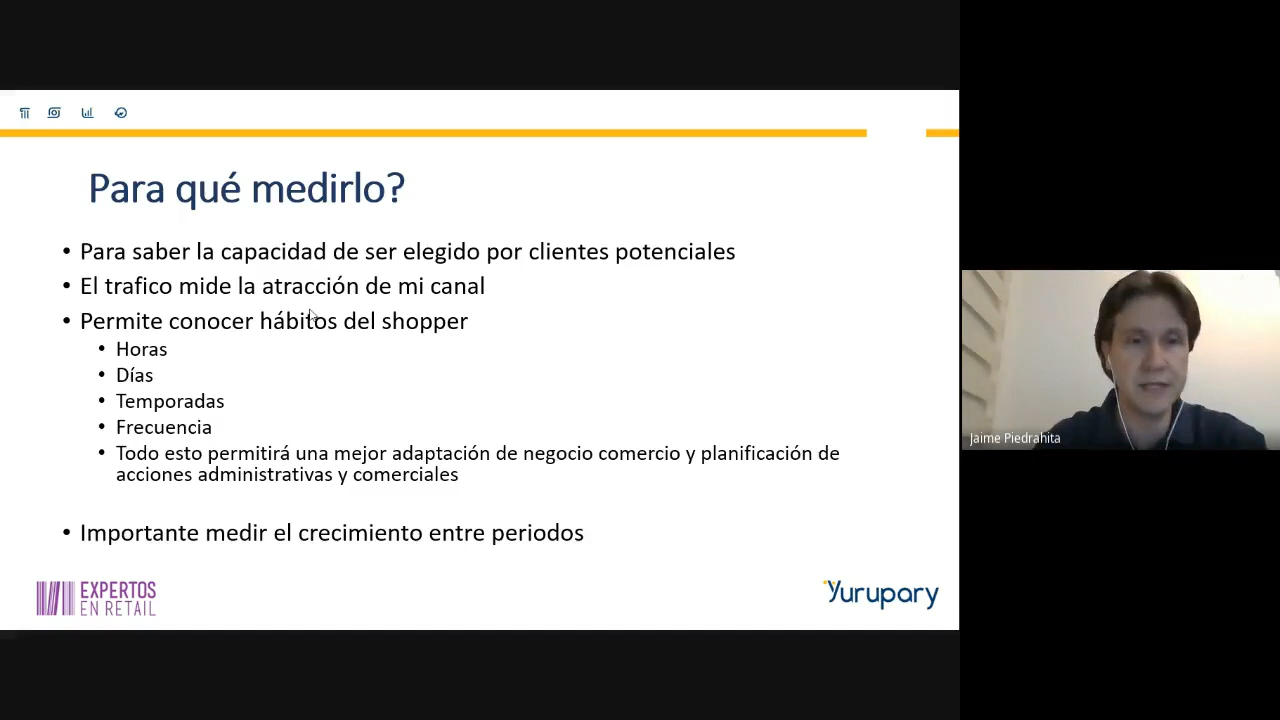 Para qué medirlo?
• Para saber la capacidad de ser elegido por clientes potenciales
• El trafico mide la atracción de mi canal
• Permite conocer hábitos del shopper
• Horas
• Días
• Temporadas
• Frecuencia
• Todo esto permitirá una mejor adaptación de negocio comercio y planificación de
acciones administrativas y comerciales
• Importante medir el crecimiento entre periodos
EXPERTOS
EN RETAIL
Yurupary
Jaime Piedrahita